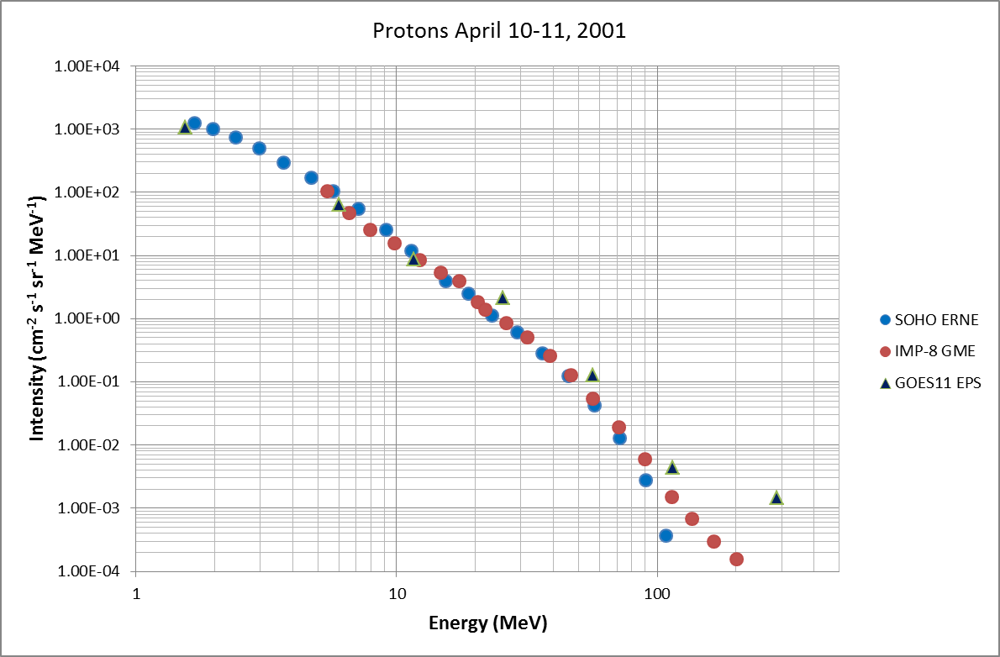 Protons April 10-11, 2001
1.00E+04
1.00E+03
1.00E+02
1.00E+01
1.00E+00
1.00E-01
1.00E-02
1.00E-03
1.00E-04
Intensity (cm-2 s-1 sr-1 MeV-1)
1
10
100
Energy (MeV)
SOHO ERNE
IMP-8 GME
GOES11 EPS